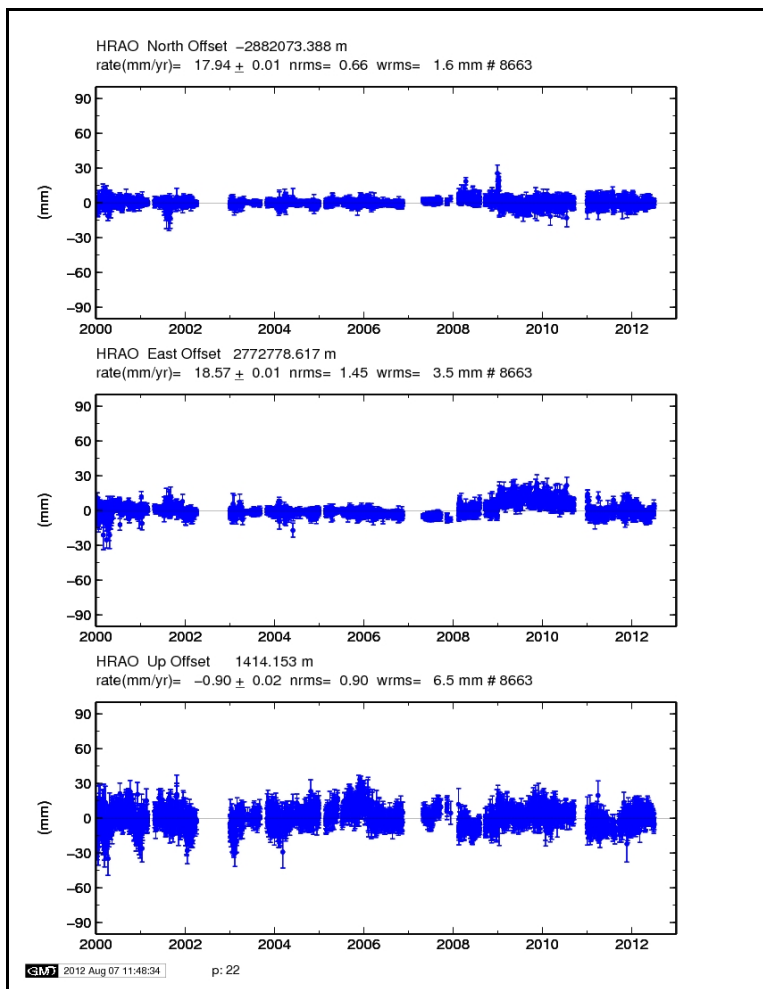 HRAO North Offset −2882073.388 m
rate(mm/yr)= 17.94 ± 0.01 nrms= 0.66 wrms= 1.6 mm # 8663
90
60
30
0
−30
−60
−90
(mm)
2000 2002 2004 2006 2008 2010 2012
HRAO East Offset 2772778.617 m
rate(mm/yr)= 18.57 ± 0.01 nrms= 1.45 wrms= 3.5 mm # 8663
90
60
30
0
−30
−60
−90
(mm)
2000 2002 2004 2006 2008 2010 2012
HRAO Up Offset 1414.153 m
rate(mm/yr)= −0.90 ± 0.02 nrms= 0.90 wrms= 6.5 mm # 8663
90
60
30
0
−30
−60
−90
(mm)
2000 2002 2004 2006 2008 2010 2012
GMT 2012 Aug 07 11:48:34 p: 22